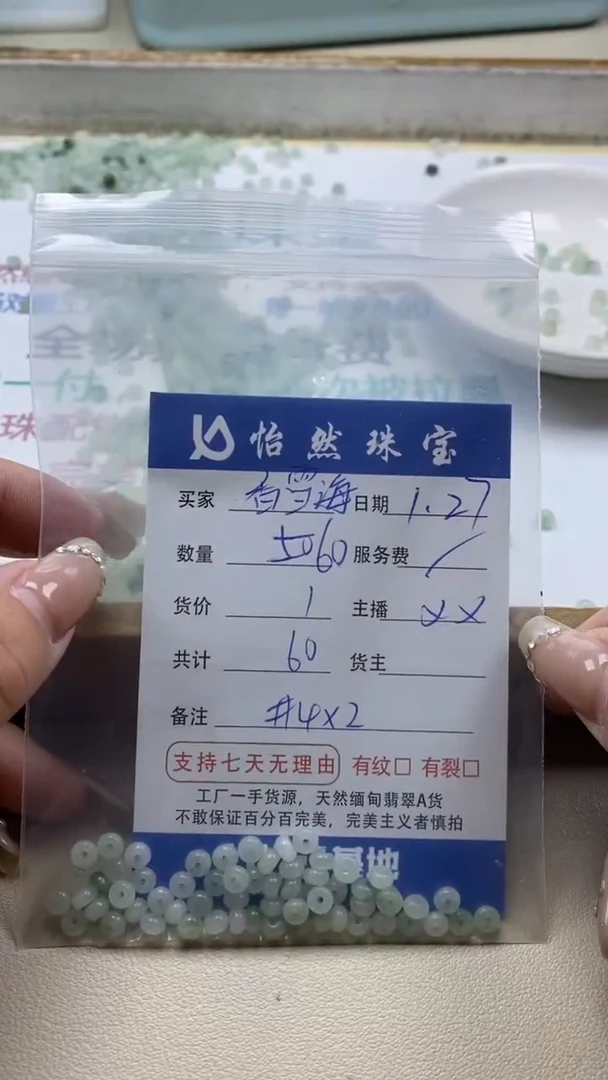 怡然珠宝
买家 香雪海 日期 1.27
数量 60 服务费 /
货价 1 主播 xx
共计 60 货主
备注 #4x2
支持七天无理由 有纹□ 有裂□
工厂一手货源，天然缅甸翡翠A货
不敢保证百分百完美，完美主义者慎拍
基地